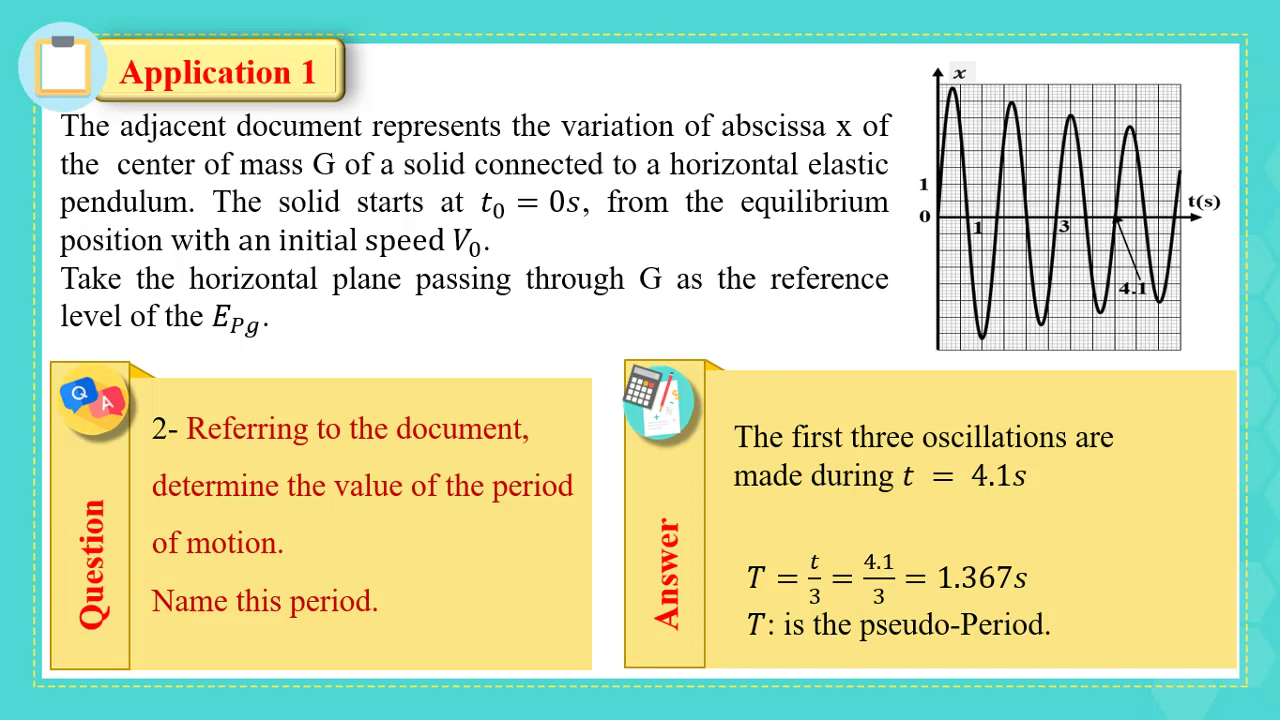 Application 1
The adjacent document represents the variation of abscissa x of
the center of mass G of a solid connected to a horizontal elastic
pendulum. The solid starts at t₀ = 0s, from the equilibrium
position with an initial speed V₀.
Take the horizontal plane passing through G as the reference
level of the E_Pg.
x
1
0
1
3
4.1
t(s)
Q
A
Question
2- Referring to the document,
determine the value of the period
of motion.
Name this period.
Answer
The first three oscillations are
made during t = 4.1s
T = t/3 = 4.1/3 = 1.367s
T: is the pseudo-Period.